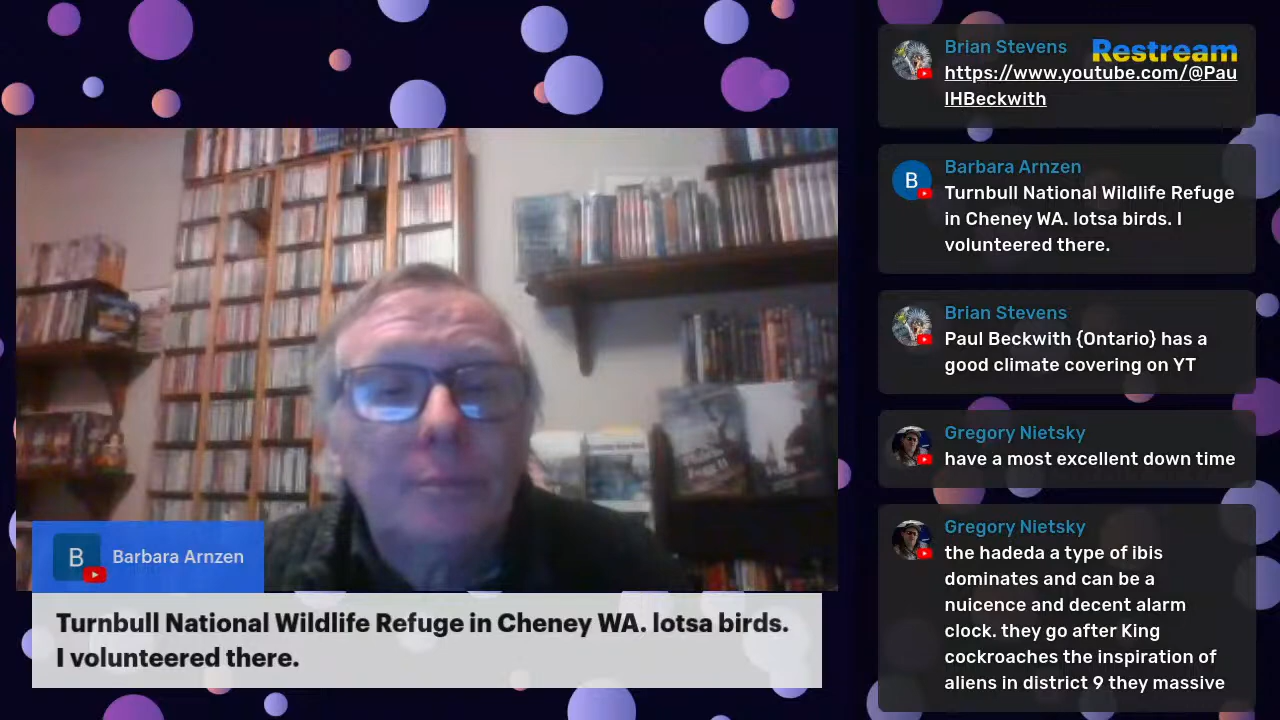 B
Barbara Arnzen
Turnbull National Wildlife Refuge in Cheney WA. lotsa birds.
I volunteered there.
Restream
Brian Stevens
https://www.youtube.com/@Pau
lHBeckwith
B
Barbara Arnzen
Turnbull National Wildlife Refuge
in Cheney WA. lotsa birds. I
volunteered there.
Brian Stevens
Paul Beckwith {Ontario} has a
good climate covering on YT
Gregory Nietsky
have a most excellent down time
Gregory Nietsky
the hadeda a type of ibis
dominates and can be a
nuicence and decent alarm
clock. they go after King
cockroaches the inspiration of
aliens in district 9 they massive